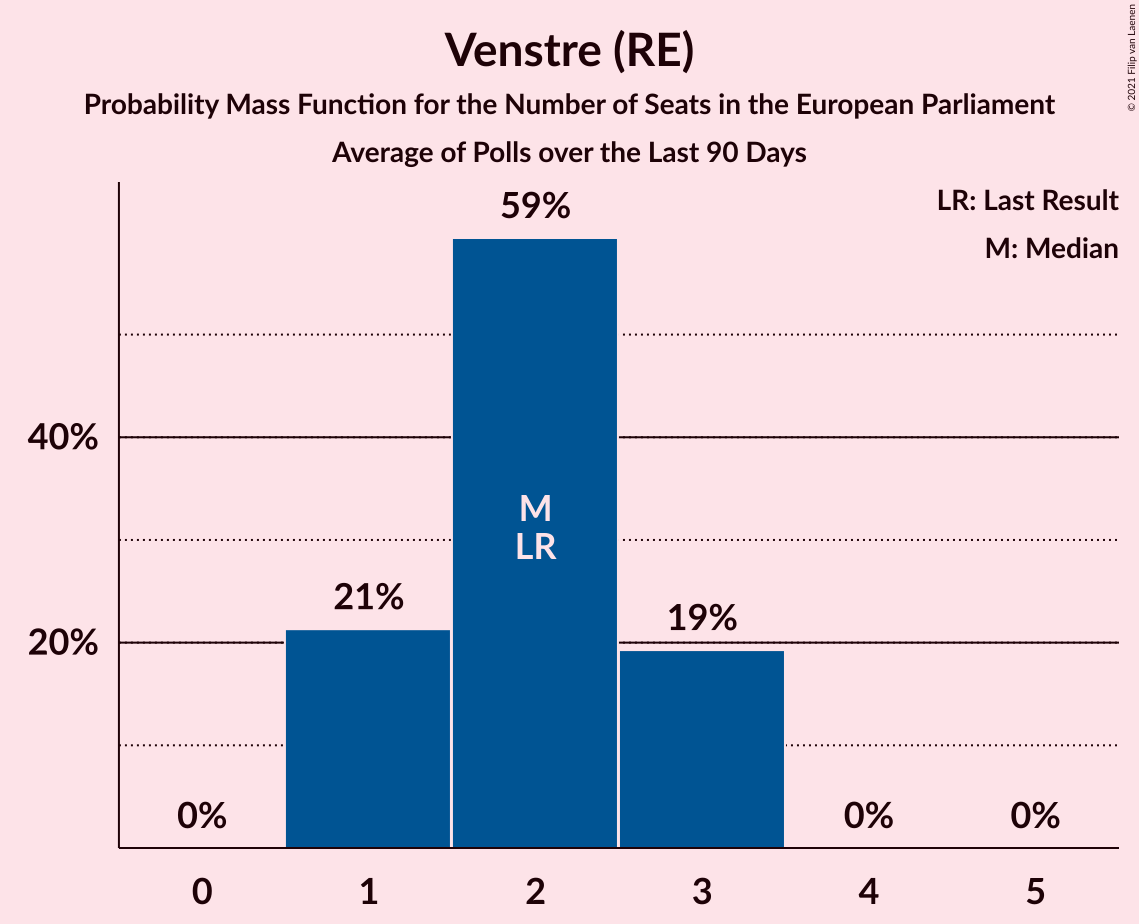 Venstre (RE)
Probability Mass Function for the Number of Seats in the European Parliament
Average of Polls over the Last 90 Days
© 2021 Filip van Laenen
LR: Last Result
M: Median
59%
40%
M
LR
21%
19%
20%
0%
0%
0%
0
1
2
3
4
5